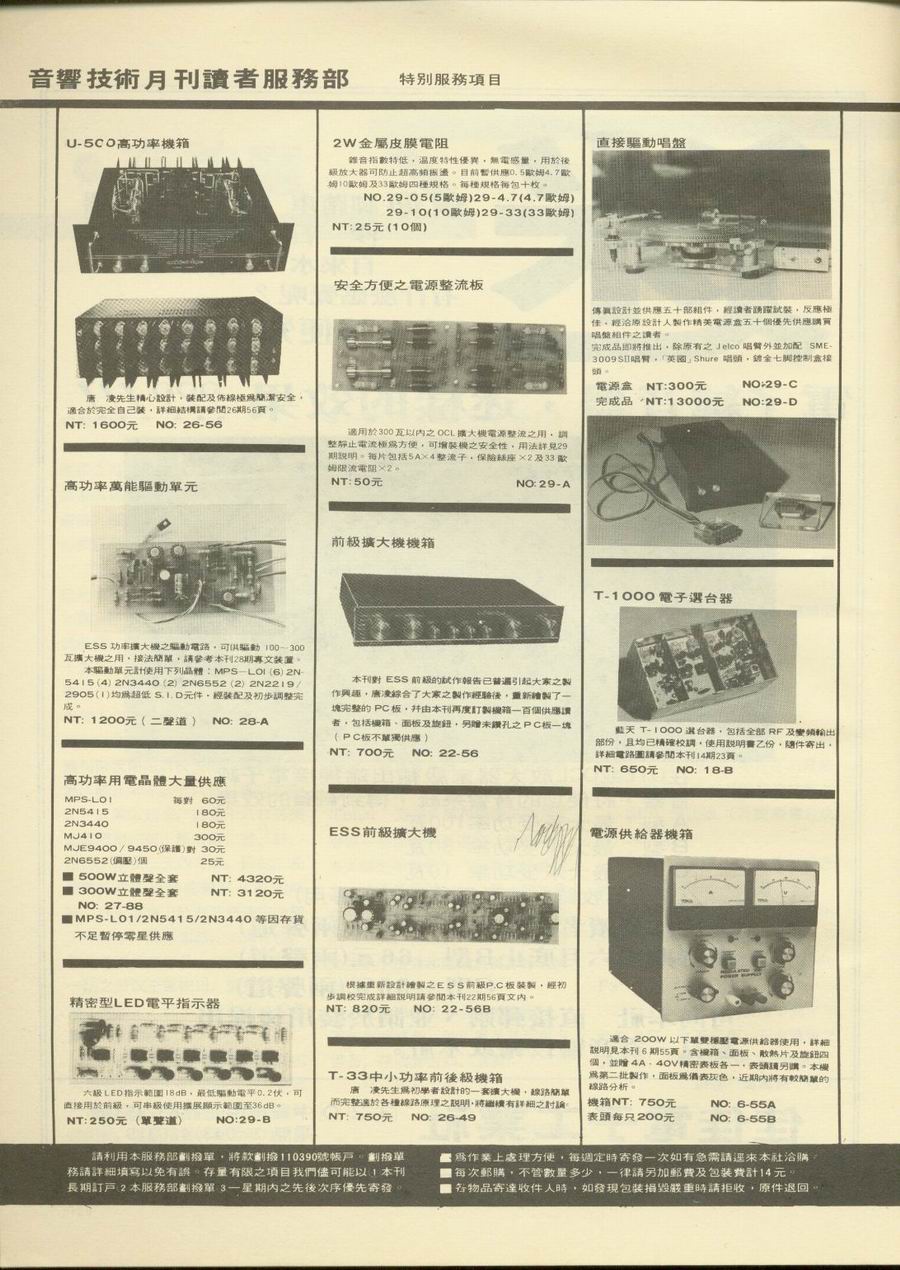 音響技術月刊讀者服務部
特別服務項目
U-500高功率機箱
唐 凌先生精心設計，裝配及佈線極爲簡潔安全，
適合於完全自己裝，詳細結構請參閱26期56頁。
NT: 1600元 NO: 26-56
高功率萬能驅動單元
ESS 功率擴大機之驅動電路，可供驅動 100～300
瓦擴大機之用，接法簡單，請參考本刊28期專文裝置。
本驅動單元計使用下列晶體：MPS－LO1 (6) 2N-
5415 (4) 2N3440 (2) 2N6552 (2) 2N2219／
2905 (1) 均爲超低 S.I.D元件，經裝配及初步調整完
成。
NT: 1200元 ( 二聲道 ) NO: 28-A
高功率用電晶體大量供應
MPS-LO1 每對 60元
2N5415 180元
2N3440 180元
MJ410 300元
MJE9400／9450(保護)對 30元
2N6552 (偏壓) 個 25元
■ 500W立體聲全套 NT: 4320元
■ 300W立體聲全套 NT: 3120元
NO: 27-88
■ MPS-L01/2N5415/2N3440 等因存貨
不足暫停零星供應
精密型LED電平指示器
六級LED指示範圍18dB，最低驅動電平0.2伏，可
直接用於前級，可串級使用擴展顯示範圍至36dB。
NT: 250元 (單聲道) NO: 29-B
2W金屬皮膜電阻
雜音指數特低，溫度特性優異，無電感量，用於後
級放大器可防止超高頻振盪。目前暫供應0.5歐姆4.7歐
姆10歐姆及33歐姆四種規格。每種規格每包十枚。
NO.29-05(5歐姆)29-4.7(4.7歐姆)
29-10(10歐姆)29-33(33歐姆)
NT: 25元 (10個)
安全方便之電源整流板
適用於300瓦以內之OCL擴大機電源整流之用，調
整靜止電流極爲方便，可增裝機之安全性，用法詳見29
期說明。每片包括5A×4整流子，保險絲座×2及33歐
姆限流電阻×2。
NT: 50元 NO: 29-A
前級擴大機機箱
本刊對 ESS 前級的試作報告已普遍引起大家之製
作興趣，唐凌綜合了大家之製作經驗後，重新繪製了一
塊完整的 PC板，幷由本刊再度訂製機箱一百個供應讀
者，包括機箱、面板及旋鈕，另贈未鑽孔之PC板一塊
( PC板不單獨供應 )
NT: 700元 NO: 22-56
ESS前級擴大機
根據重新設計繪製之ESS前級P.C板裝製，經初
步調校完成詳細說明請參閱本刊22期56頁文內。
NT: 820元 NO: 22-56B
T-33中小功率前後級機箱
唐 凌先生爲初學者設計的一套擴大機，線路簡單
而完整適於各種線路原理之說明，將繼續有詳細之討論。
NT: 750元 NO: 26-49
直接驅動唱盤
傳眞設計並供應五十部組件，經讀者踴躍試裝，反應極
佳，經洽原設計人製作精美電源盒五十個優先供應購買
唱盤組件之讀者。
完成品即將推出，除原有之 Jelco 唱臂外並加配 SME-
3009SⅡ唱臂，「英國」Shure 唱頭，鍍金七脚控制盒接
頭。
電源盒 NT: 300元 NO: 29-C
完成品 NT: 13000元 NO: 29-D
T-1000 電子選台器
藍天 T-1000 選台器，包括全部 RF 及變頻輸出
部份，且均已精確校調，使用說明書乙份，隨件寄出，
詳細電路圖請參閱本刊14期23頁。
NT: 650元 NO: 18-B
電源供給器機箱
REGULATED DC
POWER SUPPLY
適合 200W 以下單雙穩壓電源供給器使用，詳細
說明見本刊 6 期55頁。含機箱、面板、散熱片及旋鈕四
個，並贈4A、40V精密表板各一，表頭請另購。本機
爲第二批製作，面板爲備表灰色，近期內將有較簡單的
線路分析。
機箱NT: 750元 NO: 6-55A
表頭每只200元 NO: 6-55B
請利用本服務部劃撥單，將款劃撥110390號帳戶。劃撥單
務請詳細填寫以免有誤。存量有限之項目我們儘可能以 1 本刊
長期訂戶 2 本服務部劃撥單 3 一星期內之先後次序優先寄發。
■ 爲作業上處理方便，每週定時寄發一次如有急需請逕來本社洽購。
■ 每次郵購，不管數量多少，一律請另加郵費及包裝費計14元。
■ 各物品寄達收件人時，如發現包裝損毀嚴重時請拒收，原件退回。